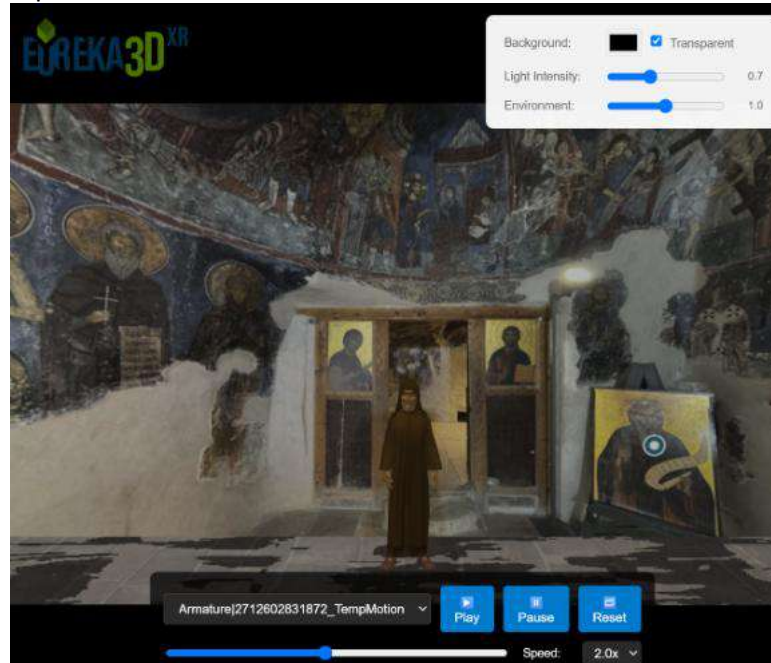 EUREKA3D XR
Background:
Transparent
Light Intensity:
0.7
Environment:
1.0
Armature|2712602831872_TempMotion
Play
Pause
Reset
Speed:
2.0x